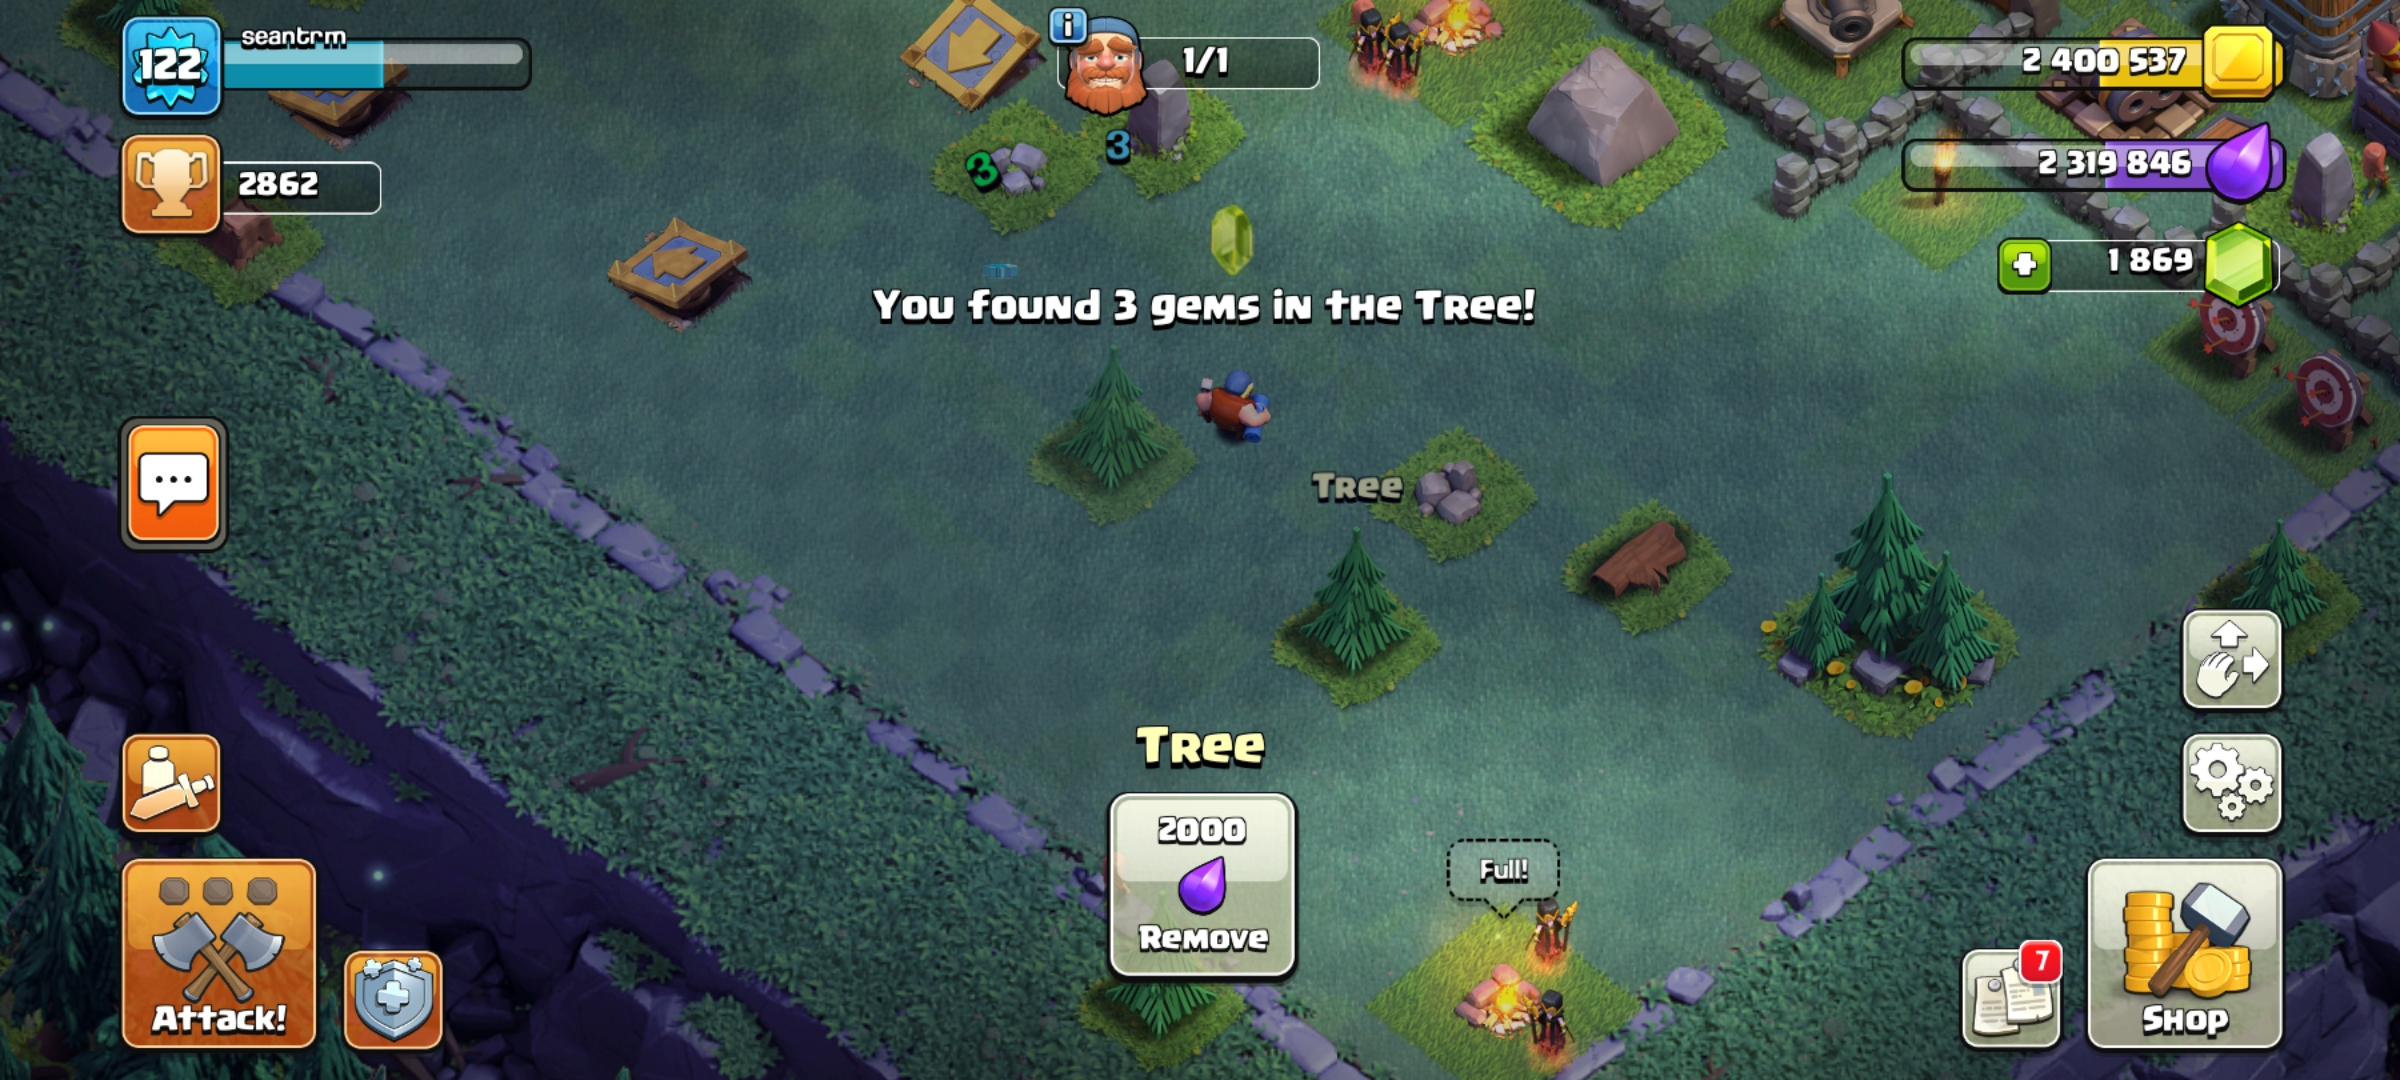 122
seantrm
1/1
2 400 537
2862
3
3
2 319 846
1 869
You found 3 gems in the Tree!
Tree
Tree
2000
Remove
Full!
Attack!
7
Shop